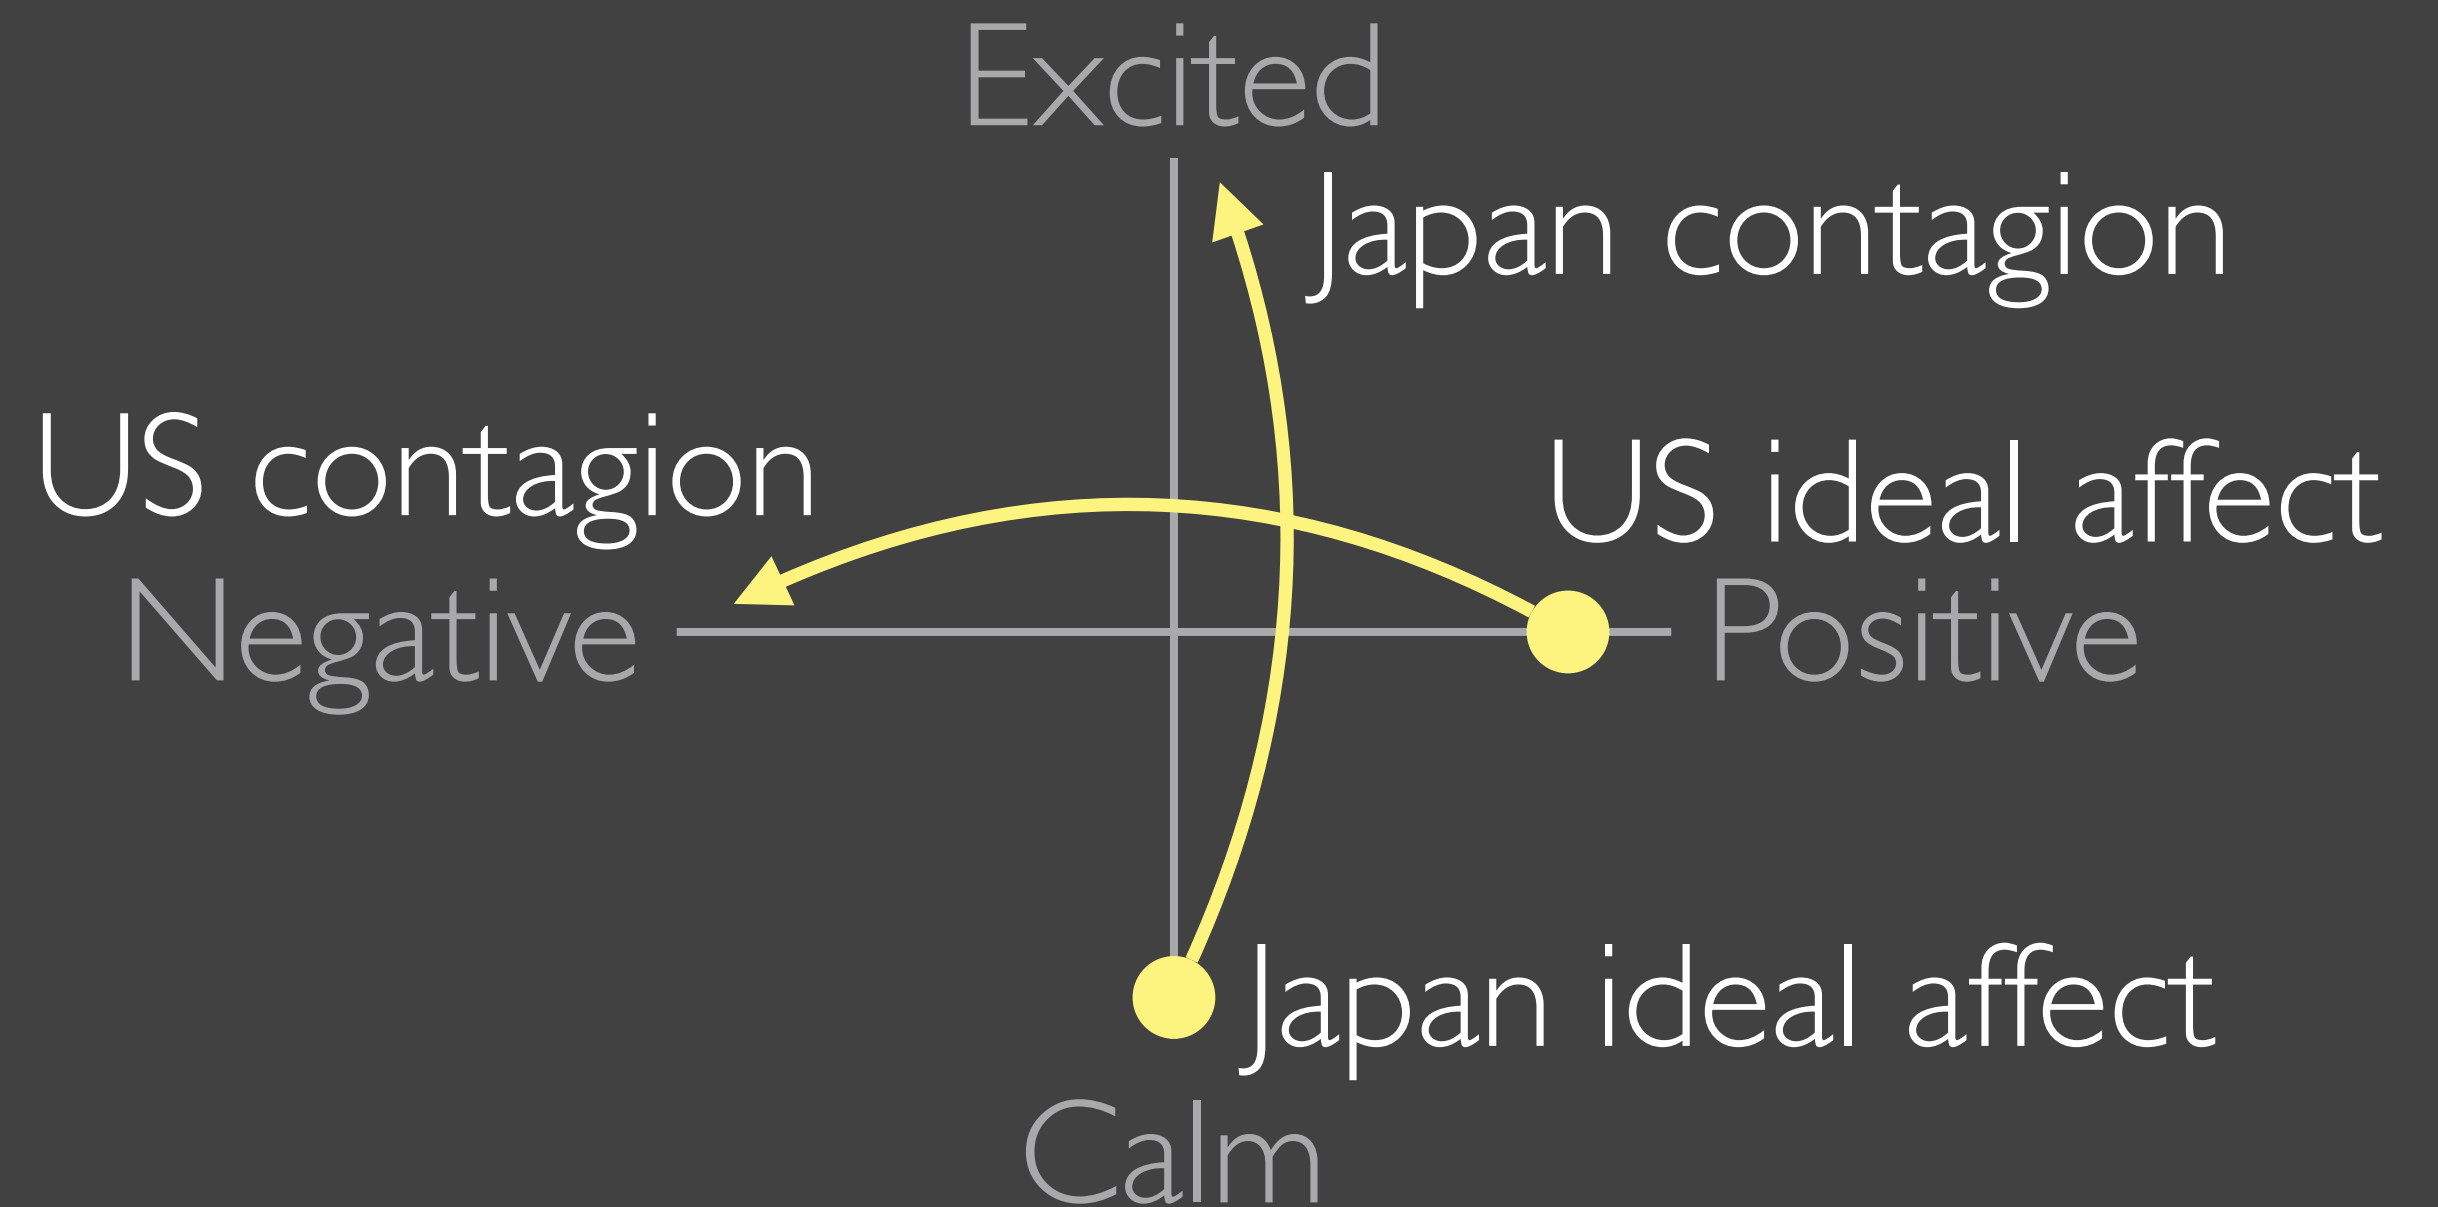 Excited
Japan contagion
US contagion
US ideal affect
Negative
Positive
Japan ideal affect
Calm